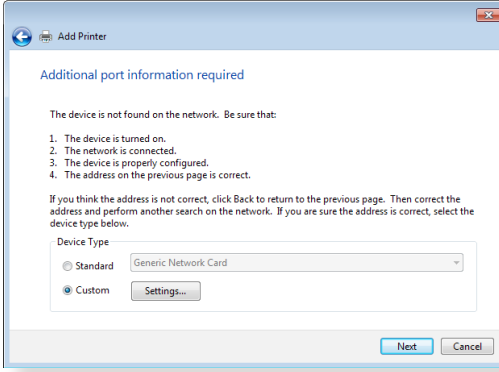 Add Printer
Additional port information required
The device is not found on the network.  Be sure that:
1.  The device is turned on.
2.  The network is connected.
3.  The device is properly configured.
4.  The address on the previous page is correct.
If you think the address is not correct, click Back to return to the previous page.  Then correct the
address and perform another search on the network.  If you are sure the address is correct, select the
device type below.
Device Type
Standard
Generic Network Card
Custom
Settings...
Next
Cancel